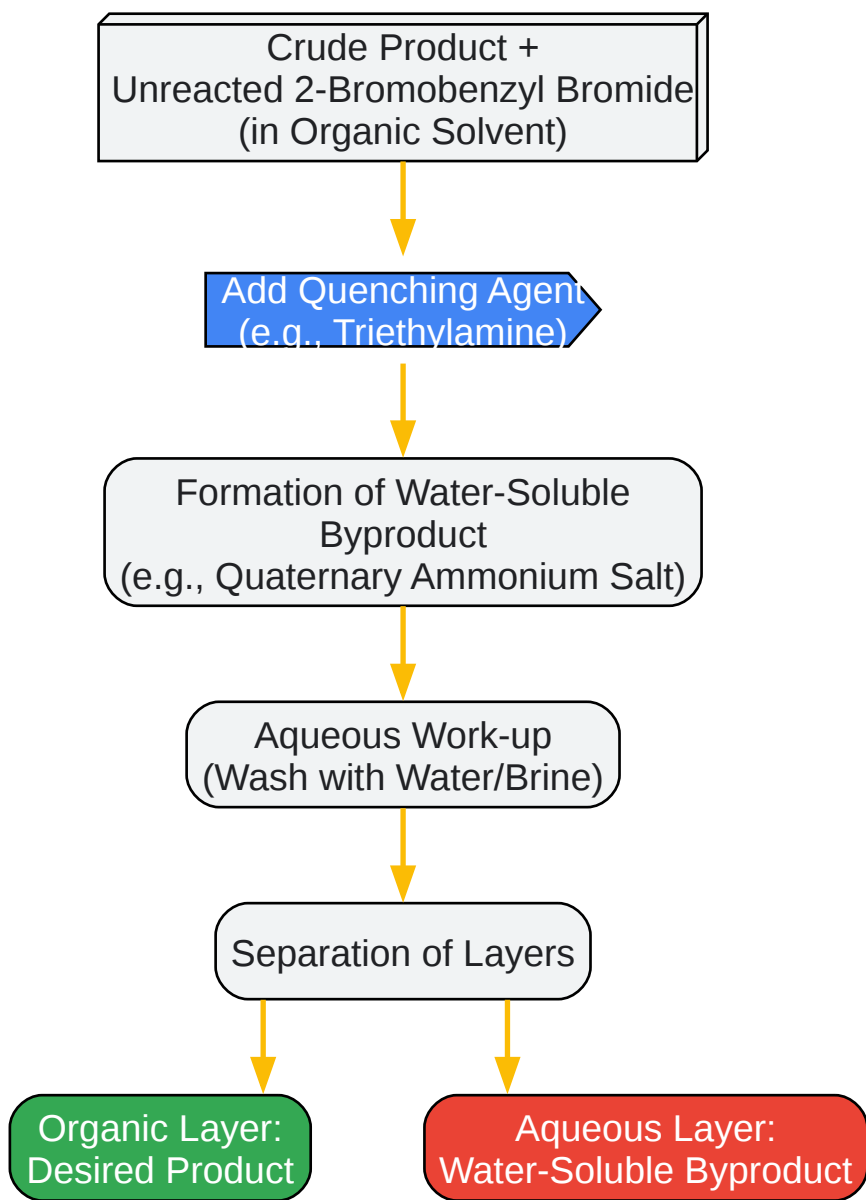 Crude Product +
Unreacted 2-Bromobenzyl Bromide
(in Organic Solvent)
Add Quenching Agent
(e.g., Triethylamine)
Formation of Water-Soluble
Byproduct
(e.g., Quaternary Ammonium Salt)
Aqueous Work-up
(Wash with Water/Brine)
Separation of Layers
Organic Layer:
Desired Product
Aqueous Layer:
Water-Soluble Byproduct